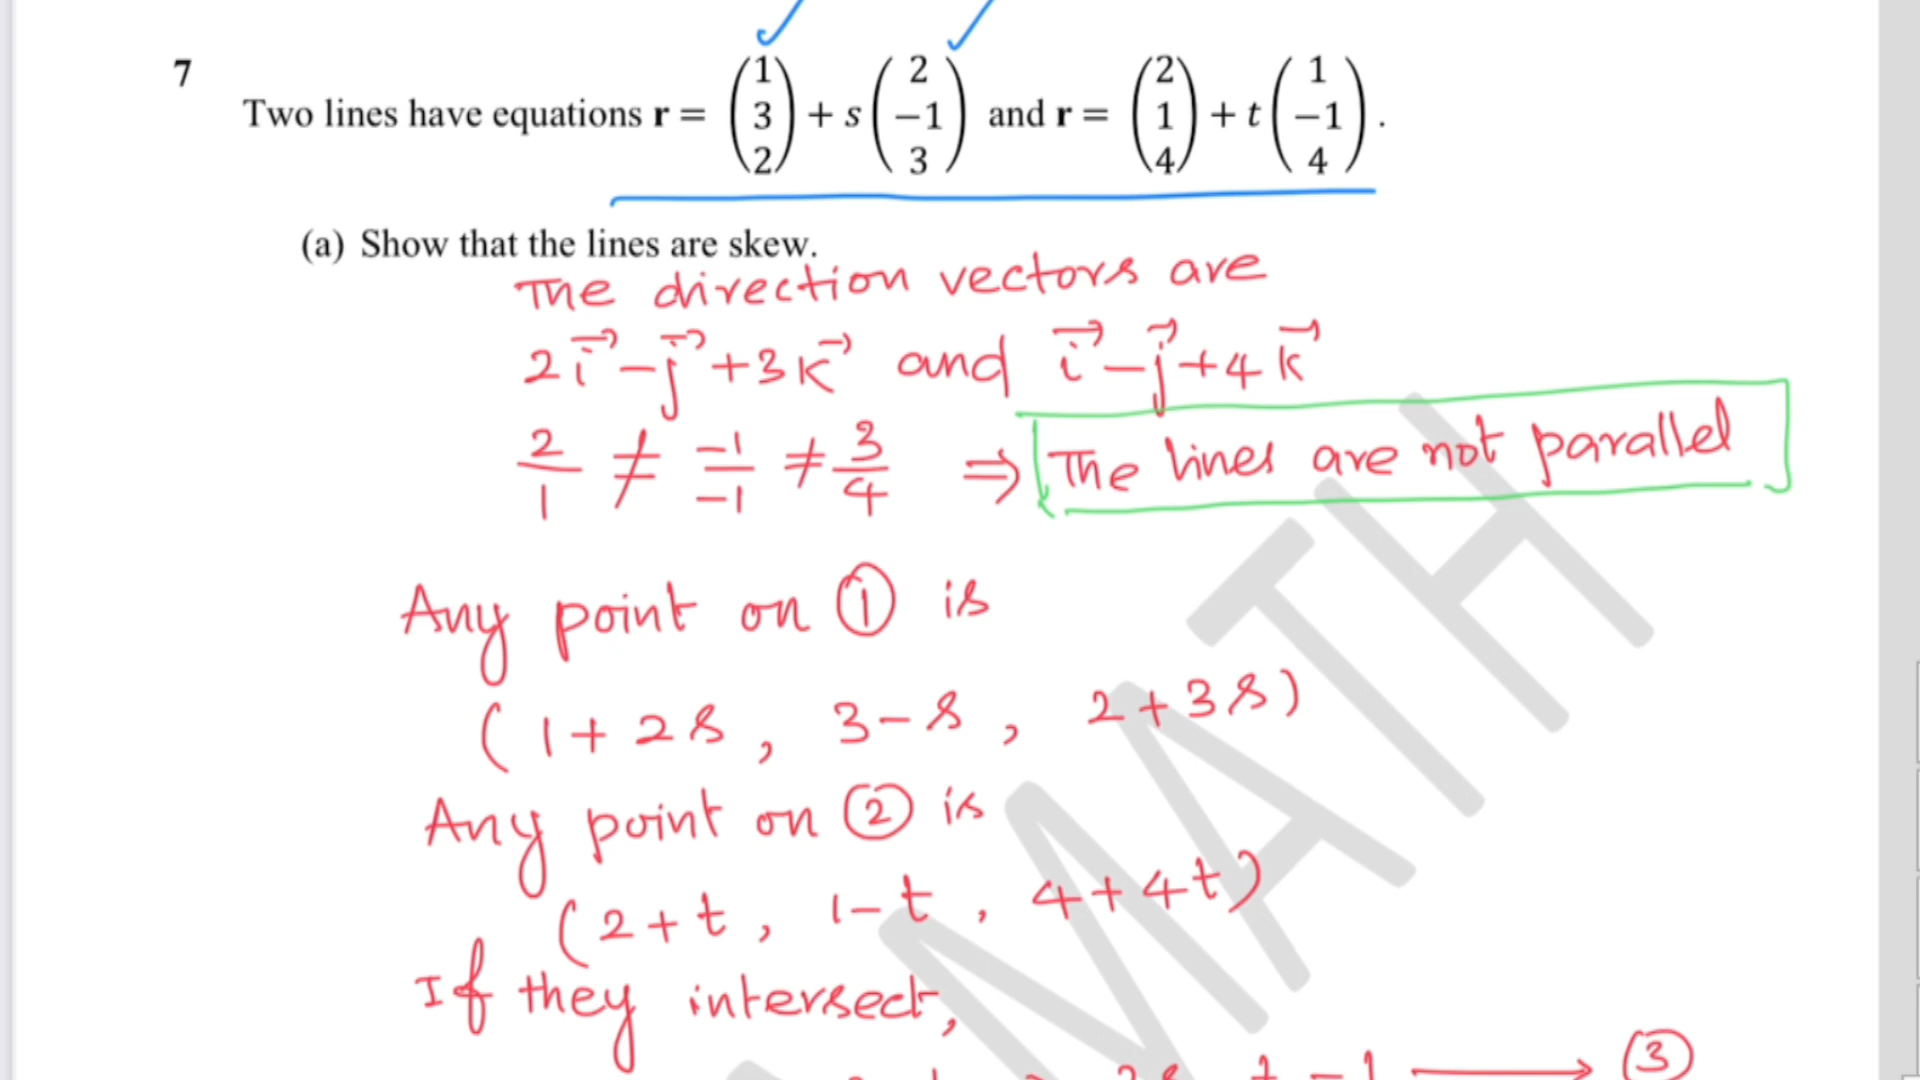 7
Two lines have equations r = (1 3 2) + s (2 −1 3) and r = (2 1 4) + t (1 −1 4).
(a) Show that the lines are skew.
The direction vectors are
2i⃗ − j⃗ + 3k⃗ and i⃗ − j⃗ + 4k⃗
2/1 ≠ −1/−1 ≠ 3/4 ⇒ The lines are not parallel
Any point on ① is
(1+2s, 3−s, 2+3s)
Any point on ② is
(2+t, 1−t, 4+4t)
If they intersect,
③
MATH